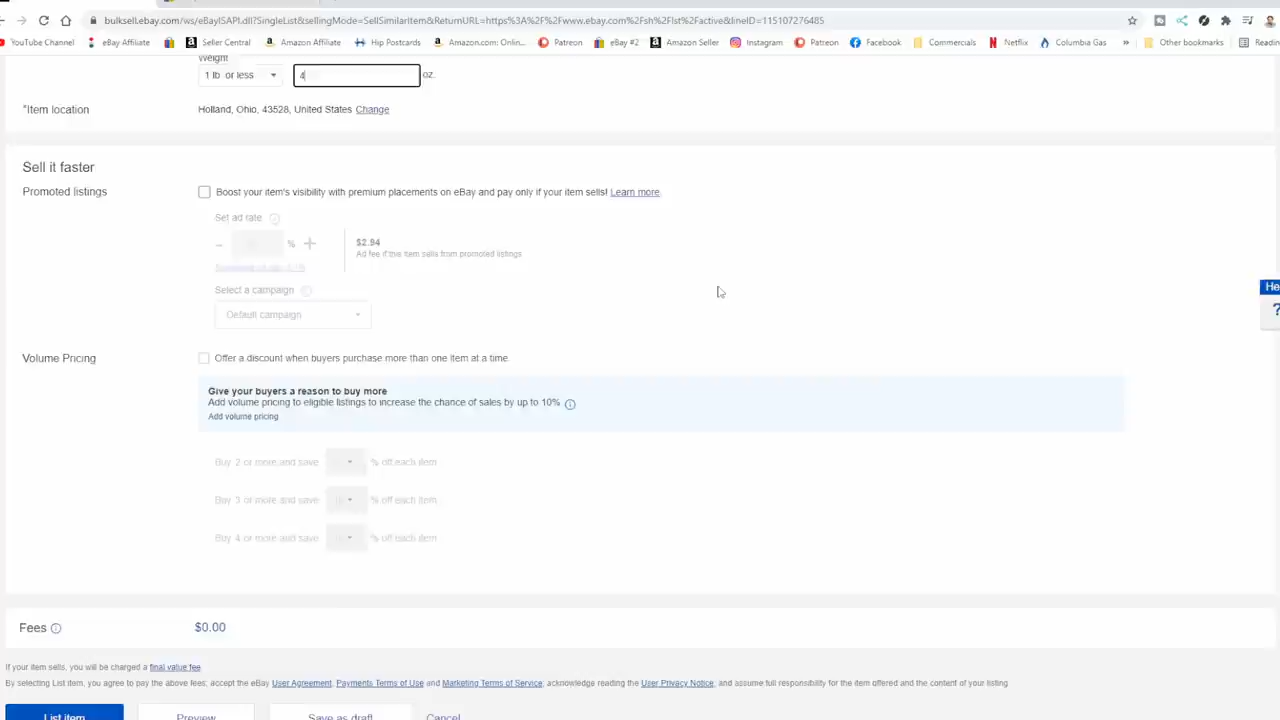 bulksell.ebay.com/ws/eBayISAPI.dll?SingleList&sellingMode=SellSimilarItem&ReturnURL=https%3A%2F%2Fwww.ebay.com%2Fsh%2Flst%2Factive&lineID=115107276485
YouTube Channel eBay Affiliate Seller Central Amazon Affiliate Hip Postcards Amazon.com: Onlin... Patreon eBay #2 Amazon Seller Instagram Patreon Facebook Commercials Netflix Columbia Gas » Other bookmarks Readin
Weight
1 lb or less 4 oz.
*Item location Holland, Ohio, 43528, United States Change
Sell it faster
Promoted listings Boost your item's visibility with premium placements on eBay and pay only if your item sells! Learn more
Set ad rate
– % + $2.94
Ad fee if the item sells from promoted listings
Select a campaign
Default campaign
He
?
Volume Pricing Offer a discount when buyers purchase more than one item at a time.
Give your buyers a reason to buy more
Add volume pricing to eligible listings to increase the chance of sales by up to 10%
Add volume pricing
Buy 2 or more and save % off each item
Buy 3 or more and save % off each item
Buy 4 or more and save % off each item
Fees $0.00
If your item sells, you will be charged a final value fee
By selecting List item, you agree to pay the above fees; accept the eBay User Agreement, Payments Terms of Use and Marketing Terms of Service; acknowledge reading the User Privacy Notice; and assume full responsibility for the item offered and the content of your listing
List item Preview Save as draft Cancel